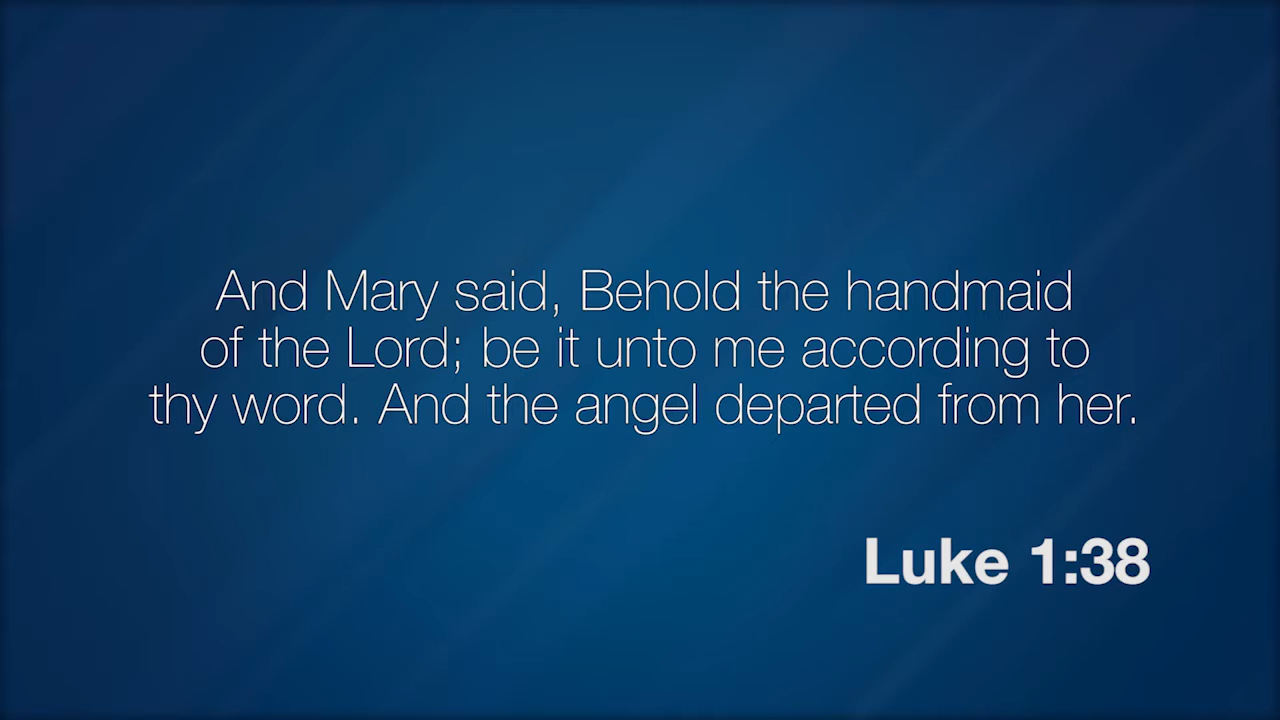 And Mary said, Behold the handmaid
of the Lord; be it unto me according to
thy word. And the angel departed from her.
Luke 1:38